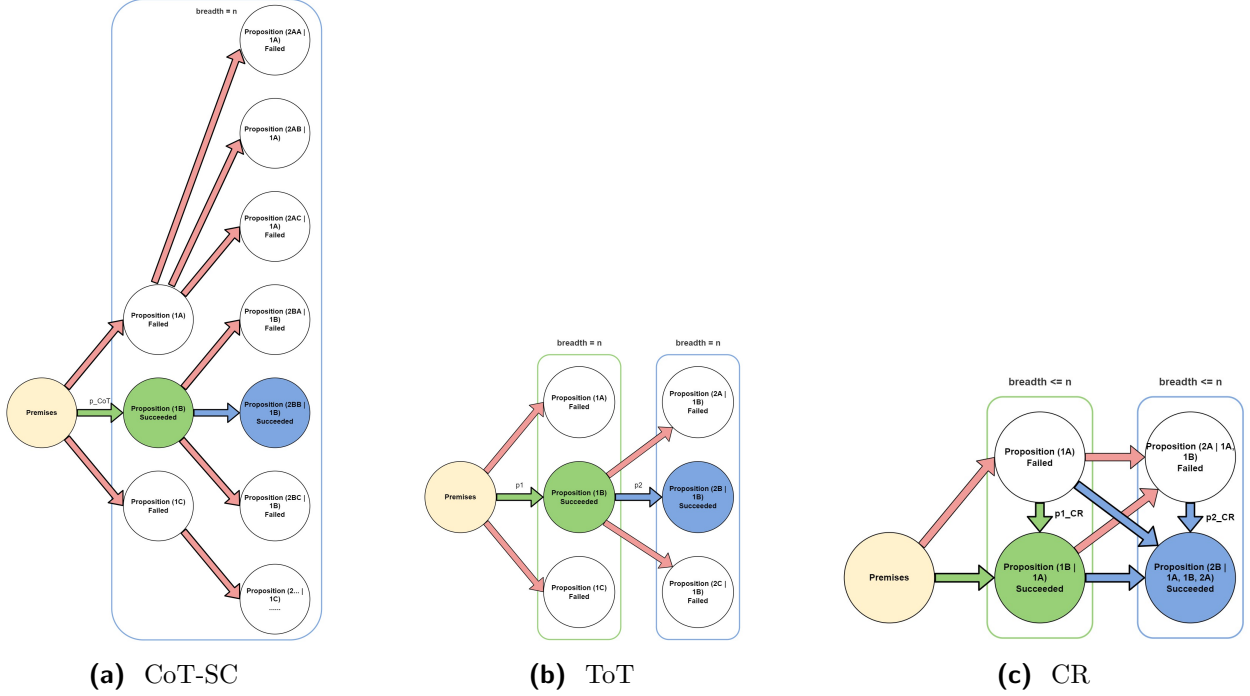 breadth = n
Proposition (2AA |
1A)
Failed
Proposition (2AB |
1A)
Proposition (2AC |
1A)
Failed
Proposition (1A)
Failed
Proposition (2BA |
1B)
Failed
Premises
p_CoT
Proposition (1B)
Succeeded
Proposition (2BB |
1B)
Succeeded
Proposition (1C)
Failed
Proposition (2BC |
1B)
Failed
Proposition (2... |
1C)
......
(a) CoT-SC
breadth = n
breadth = n
Proposition (1A)
Failed
Proposition (2A |
1B)
Failed
Premises
p1
Proposition (1B)
Succeeded
p2
Proposition (2B |
1B)
Succeeded
Proposition (1C)
Failed
Proposition (2C |
1B)
Failed
(b) ToT
breadth <= n
breadth <= n
Proposition (1A)
Failed
Proposition (2A | 1A,
1B)
Failed
p1_CR
p2_CR
Premises
Proposition (1B |
1A)
Succeeded
Proposition (2B |
1A, 1B, 2A)
Succeeded
(c) CR